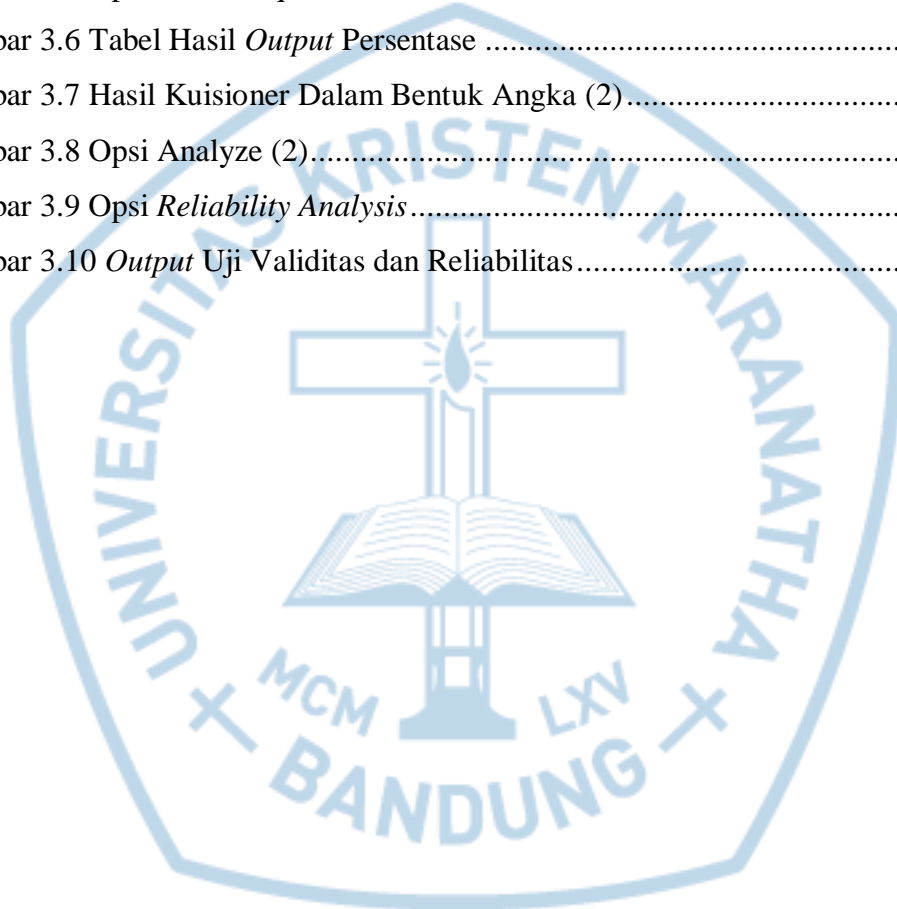 bar 3.6 Tabel Hasil Output Persentase ....................................................
bar 3.7 Hasil Kuisioner Dalam Bentuk Angka (2)....................................
bar 3.8 Opsi Analyze (2)...........................................................................
bar 3.9 Opsi Reliability Analysis...............................................................
bar 3.10 Output Uji Validitas dan Reliabilitas..........................................
UNIVERSITAS KRISTEN MARANATHA
MCM LXV
BANDUNG